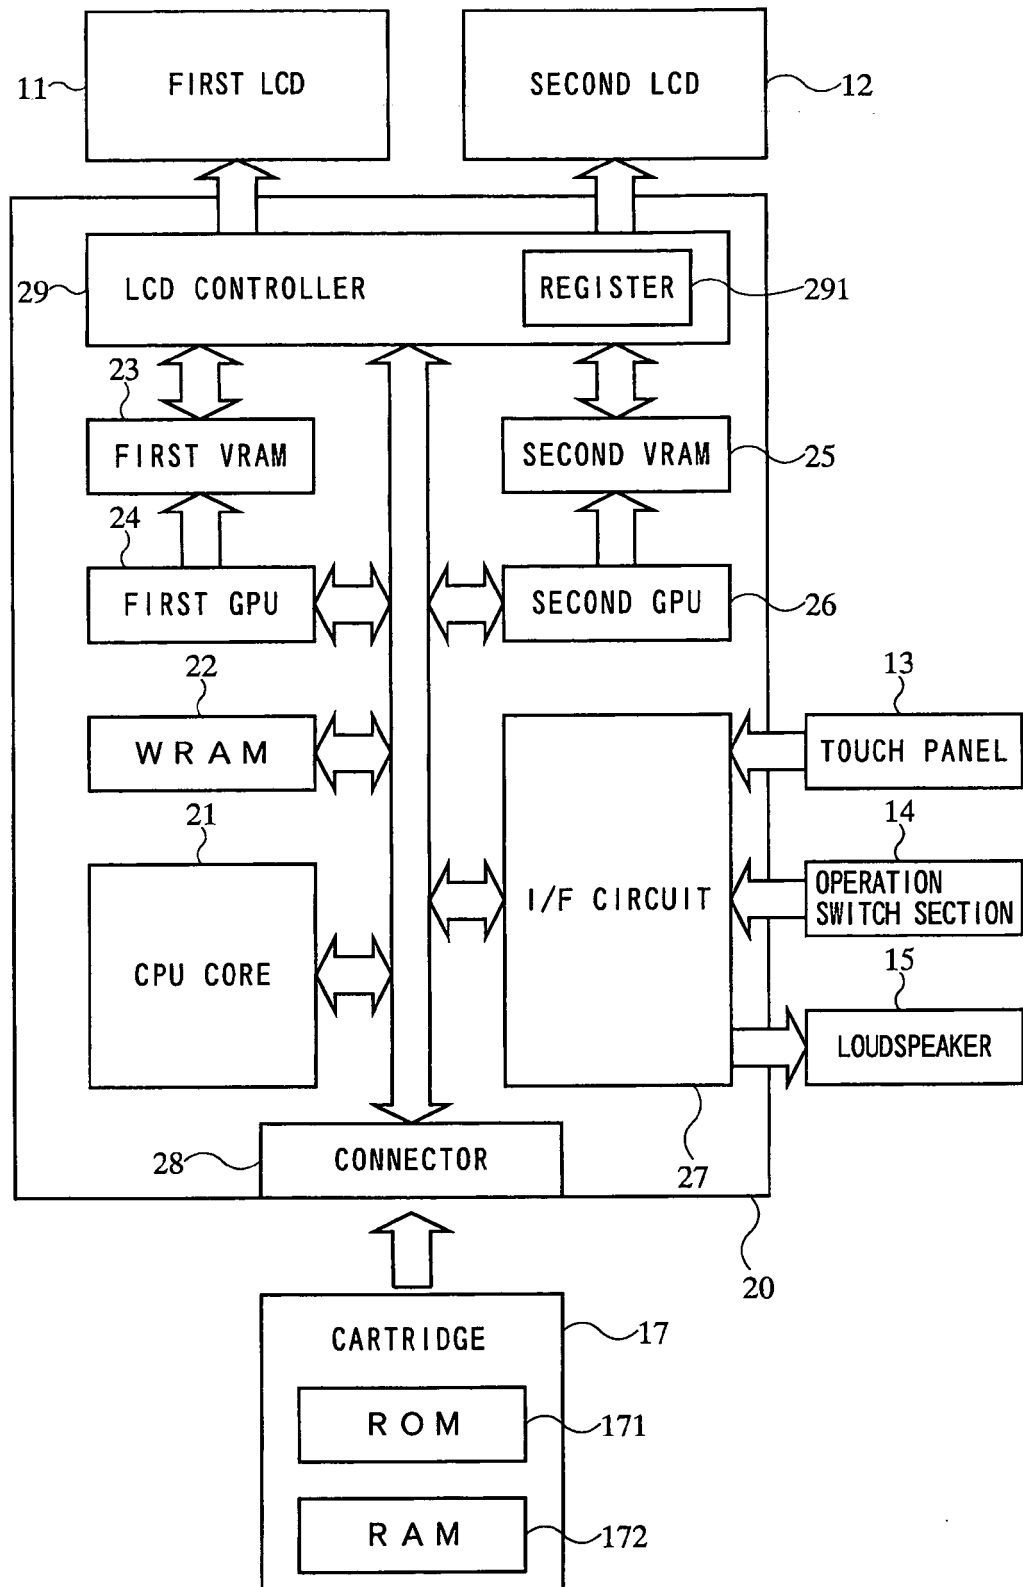 FIRST LCD
SECOND LCD
11
12
LCD CONTROLLER
REGISTER
29
291
23
FIRST VRAM
SECOND VRAM
25
24
FIRST GPU
SECOND GPU
26
22
13
WRAM
TOUCH PANEL
21
14
I/F CIRCUIT
OPERATION
SWITCH SECTION
CPU CORE
15
LOUDSPEAKER
28
CONNECTOR
27
20
CARTRIDGE
17
ROM
171
RAM
172